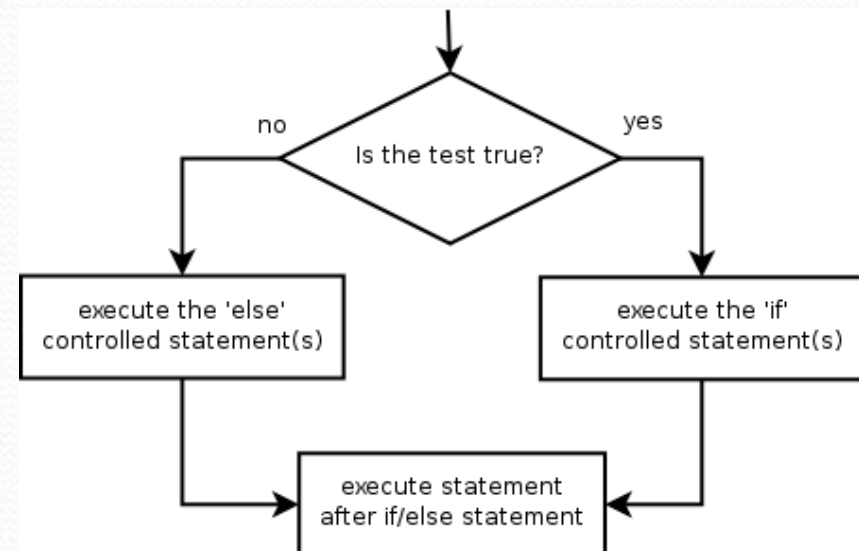 no
yes
Is the test true?
execute the 'else'
controlled statement(s)
execute the 'if'
controlled statement(s)
execute statement
after if/else statement